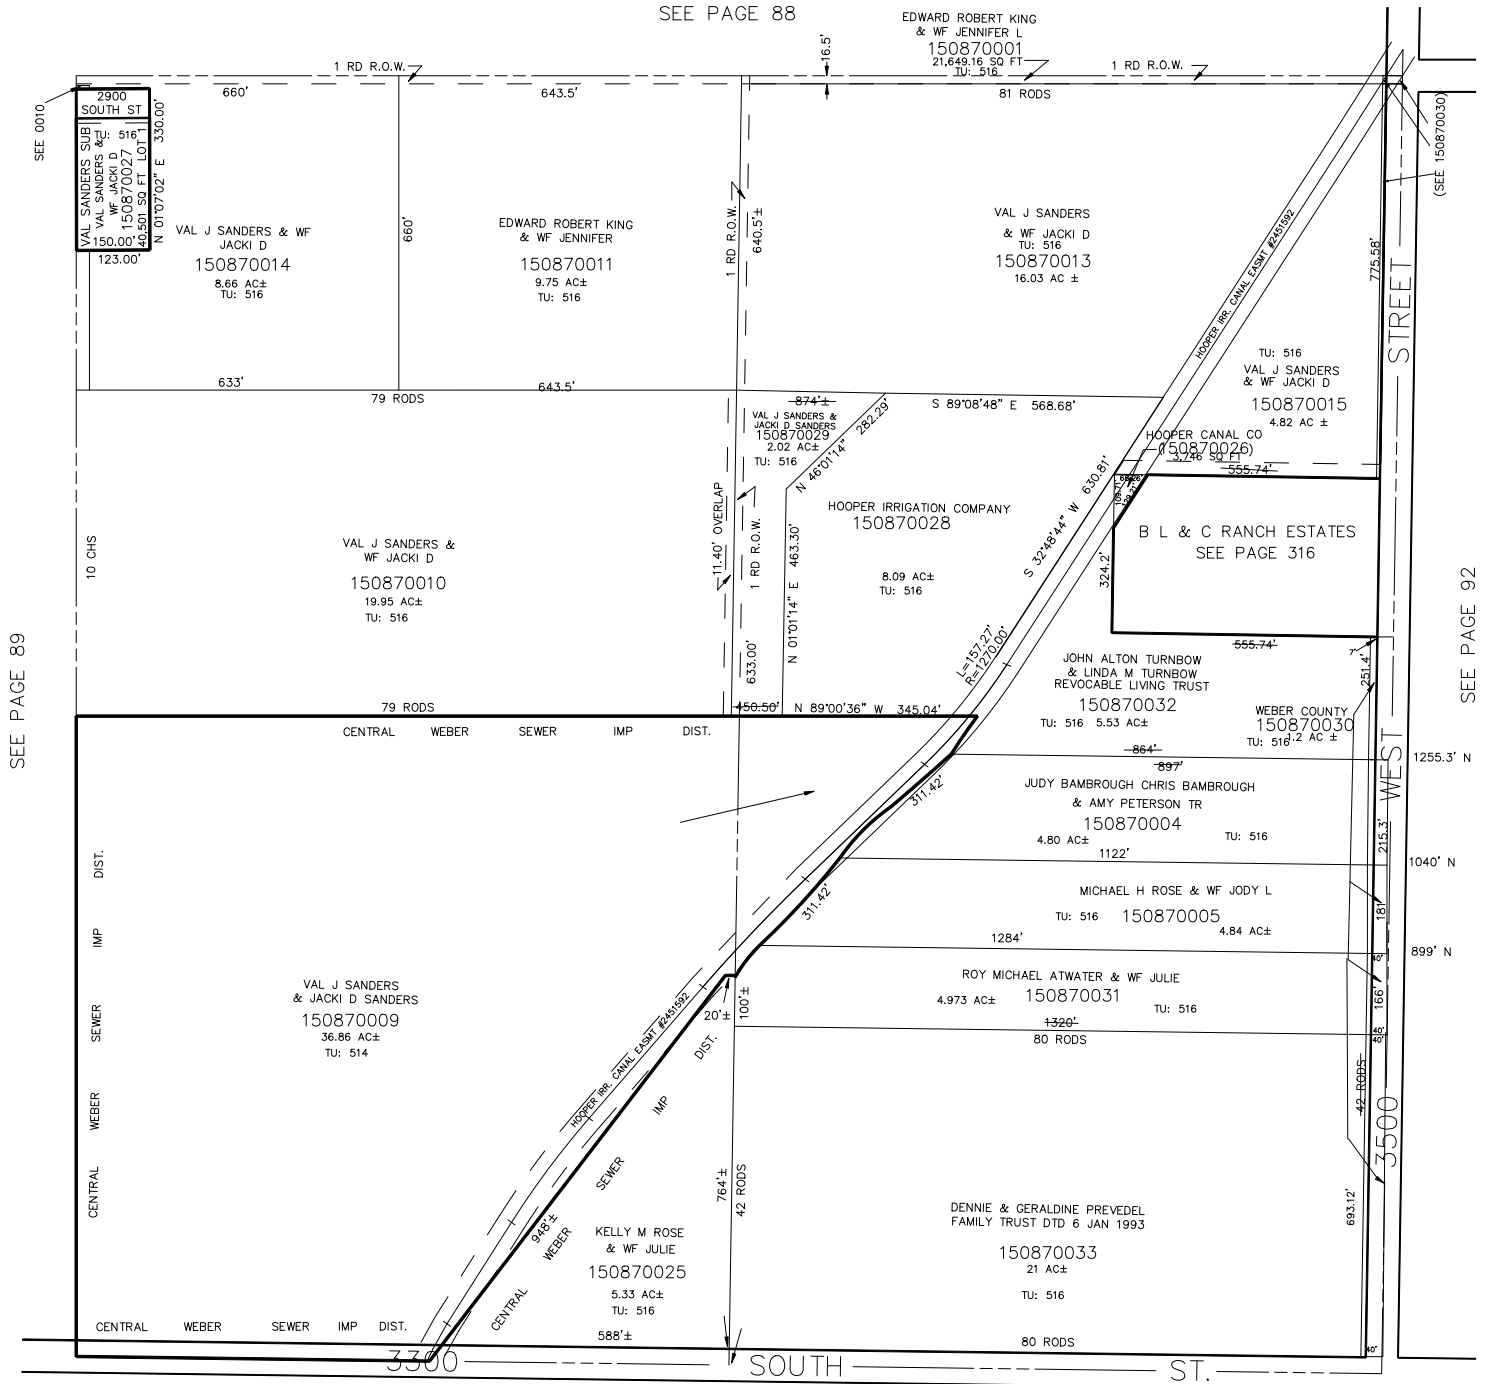 SEE PAGE 88
EDWARD ROBERT KING
& WF JENNIFER L
150870001
21,649.16 SQ FT
TU: 516
16.5'
1 RD R.O.W.
1 RD R.O.W.
660'
643.5'
81 RODS
SEE 0010
2900
SOUTH ST
VAL SANDERS SUB
VAL SANDERS &
WF JACKI D
TU: 516
150870027
40,501 SQ FT LOT 1
150.00'
N 01°07'02" E 330.00'
123.00'
VAL J SANDERS & WF
JACKI D
150870014
8.66 AC±
TU: 516
660'
EDWARD ROBERT KING
& WF JENNIFER
150870011
9.75 AC±
TU: 516
1 RD R.O.W.
640.5'±
VAL J SANDERS
& WF JACKI D
TU: 516
150870013
16.03 AC ±
HOOPER IRR. CANAL EASMT #2451592
775.58'
(SEE 150870030)
STREET
633'
643.5'
79 RODS
874'±
VAL J SANDERS &
JACKI D SANDERS
150870029
2.02 AC±
TU: 516
N 46°01'14" 282.29'
S 89°08'48" E 568.68'
TU: 516
VAL J SANDERS
& WF JACKI D
150870015
4.82 AC ±
HOOPER CANAL CO
(150870026)
3,746 SQ FT
555.74'
109.71'
129.21'
S 32°48'44" W 630.81'
HOOPER IRRIGATION COMPANY
150870028
8.09 AC±
TU: 516
B L & C RANCH ESTATES
SEE PAGE 316
324.2'
555.74'
SEE PAGE 92
SEE PAGE 89
10 CHS
VAL J SANDERS &
WF JACKI D
150870010
19.95 AC±
TU: 516
11.40' OVERLAP
1 RD R.O.W.
633.00'
N 01°01'14" E 463.30'
L=157.27'
R=1270.00'
7'
251.4'
JOHN ALTON TURNBOW
& LINDA M TURNBOW
REVOCABLE LIVING TRUST
150870032
TU: 516 5.53 AC±
WEBER COUNTY
150870030
TU: 516 1.2 AC ±
79 RODS
450.50'
N 89°00'36" W 345.04'
CENTRAL WEBER SEWER IMP DIST.
864'
897'
1255.3' N
WEST
JUDY BAMBROUGH CHRIS BAMBROUGH
& AMY PETERSON TR
150870004
4.80 AC±
TU: 516
311.42'
215.3'
1122'
1040' N
MICHAEL H ROSE & WF JODY L
TU: 516 150870005
4.84 AC±
311.42'
181'
1284'
899' N
40'
ROY MICHAEL ATWATER & WF JULIE
4.973 AC± 150870031
TU: 516
166'
1320'
80 RODS
40'
40'
20'±
100'±
VAL J SANDERS
& JACKI D SANDERS
150870009
36.86 AC±
TU: 514
HOOPER IRR. CANAL EASMT #2451592
CENTRAL WEBER SEWER IMP DIST.
CENTRAL WEBER SEWER IMP DIST.
948'±
764'±
42 RODS
42 RODS
3500
693.12'
KELLY M ROSE
& WF JULIE
150870025
5.33 AC±
TU: 516
588'±
DENNIE & GERALDINE PREVEDEL
FAMILY TRUST DTD 6 JAN 1993
150870033
21 AC±
TU: 516
80 RODS
40'
CENTRAL WEBER SEWER IMP DIST.
3300 SOUTH ST.